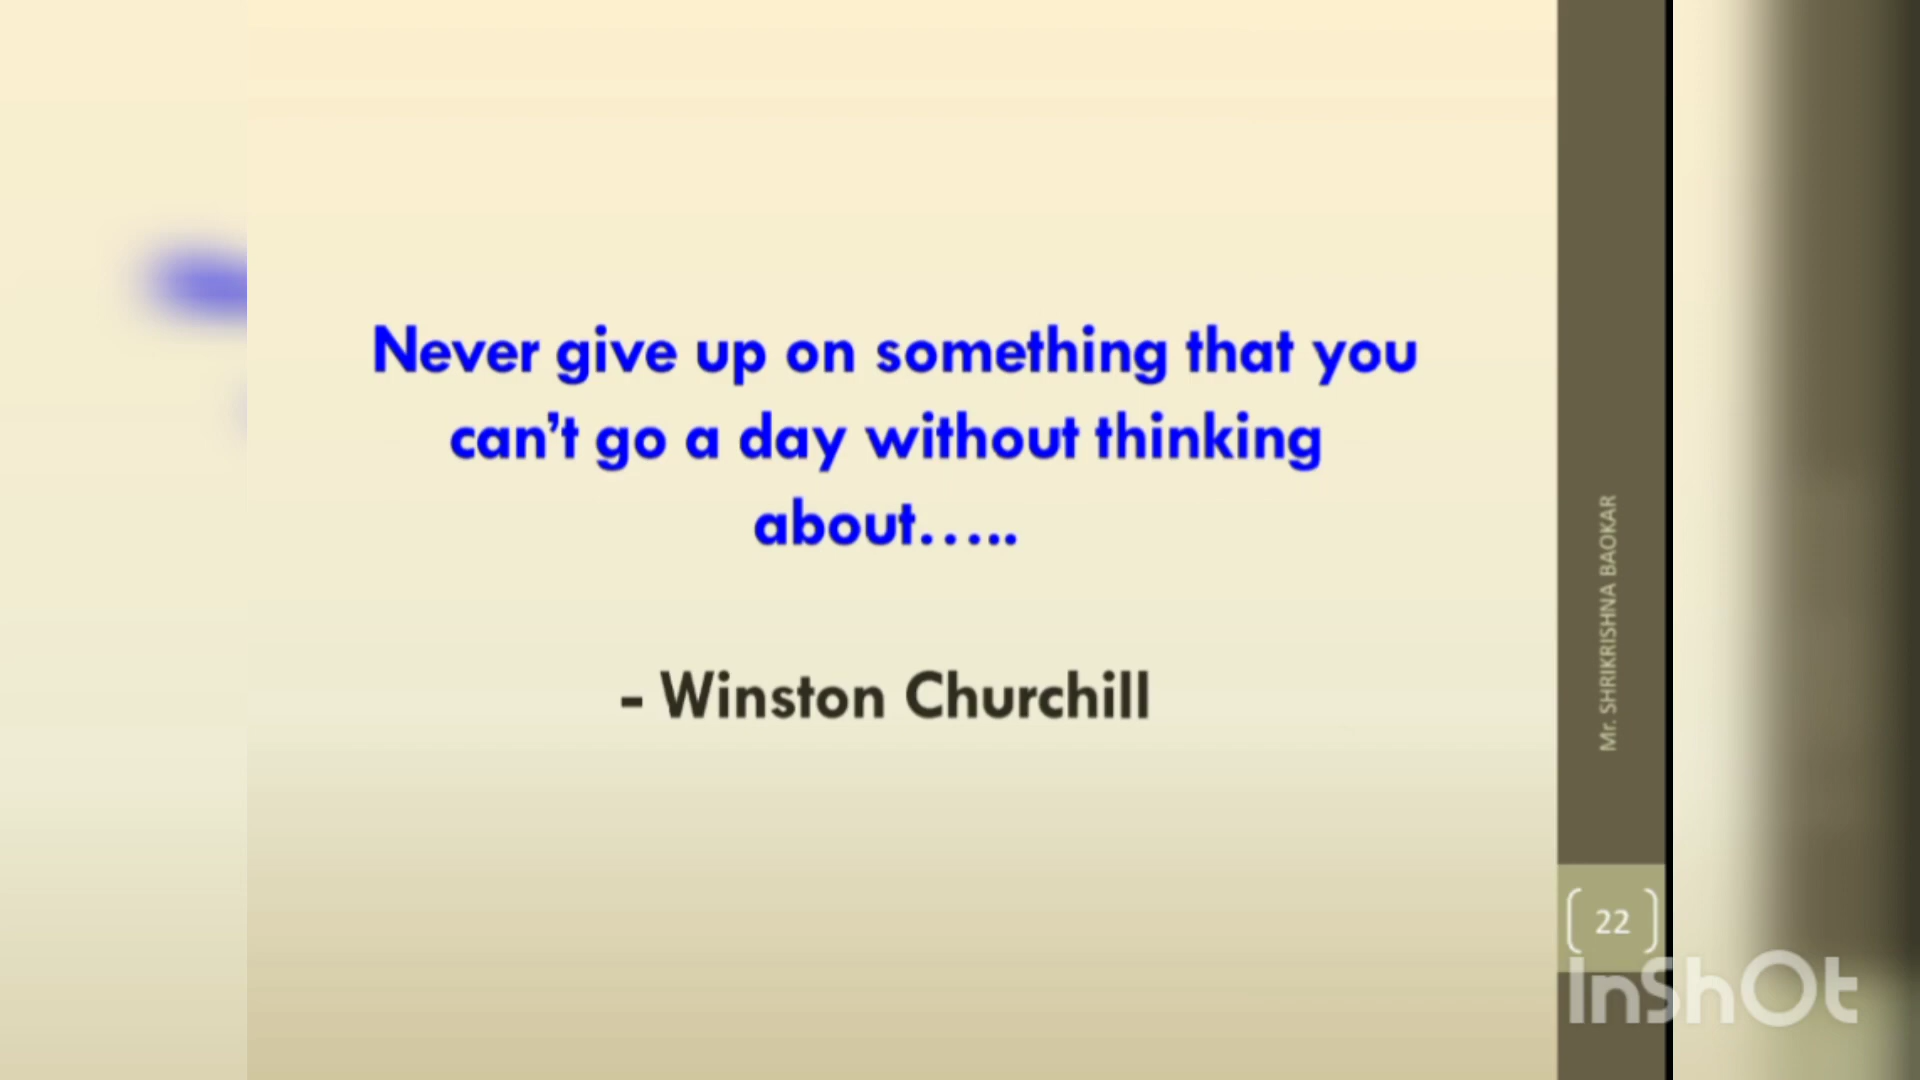 Never give up on something that you
can’t go a day without thinking
about…..
- Winston Churchill
Mr. SHRIKRISHNA BAOKAR
22
InShOt